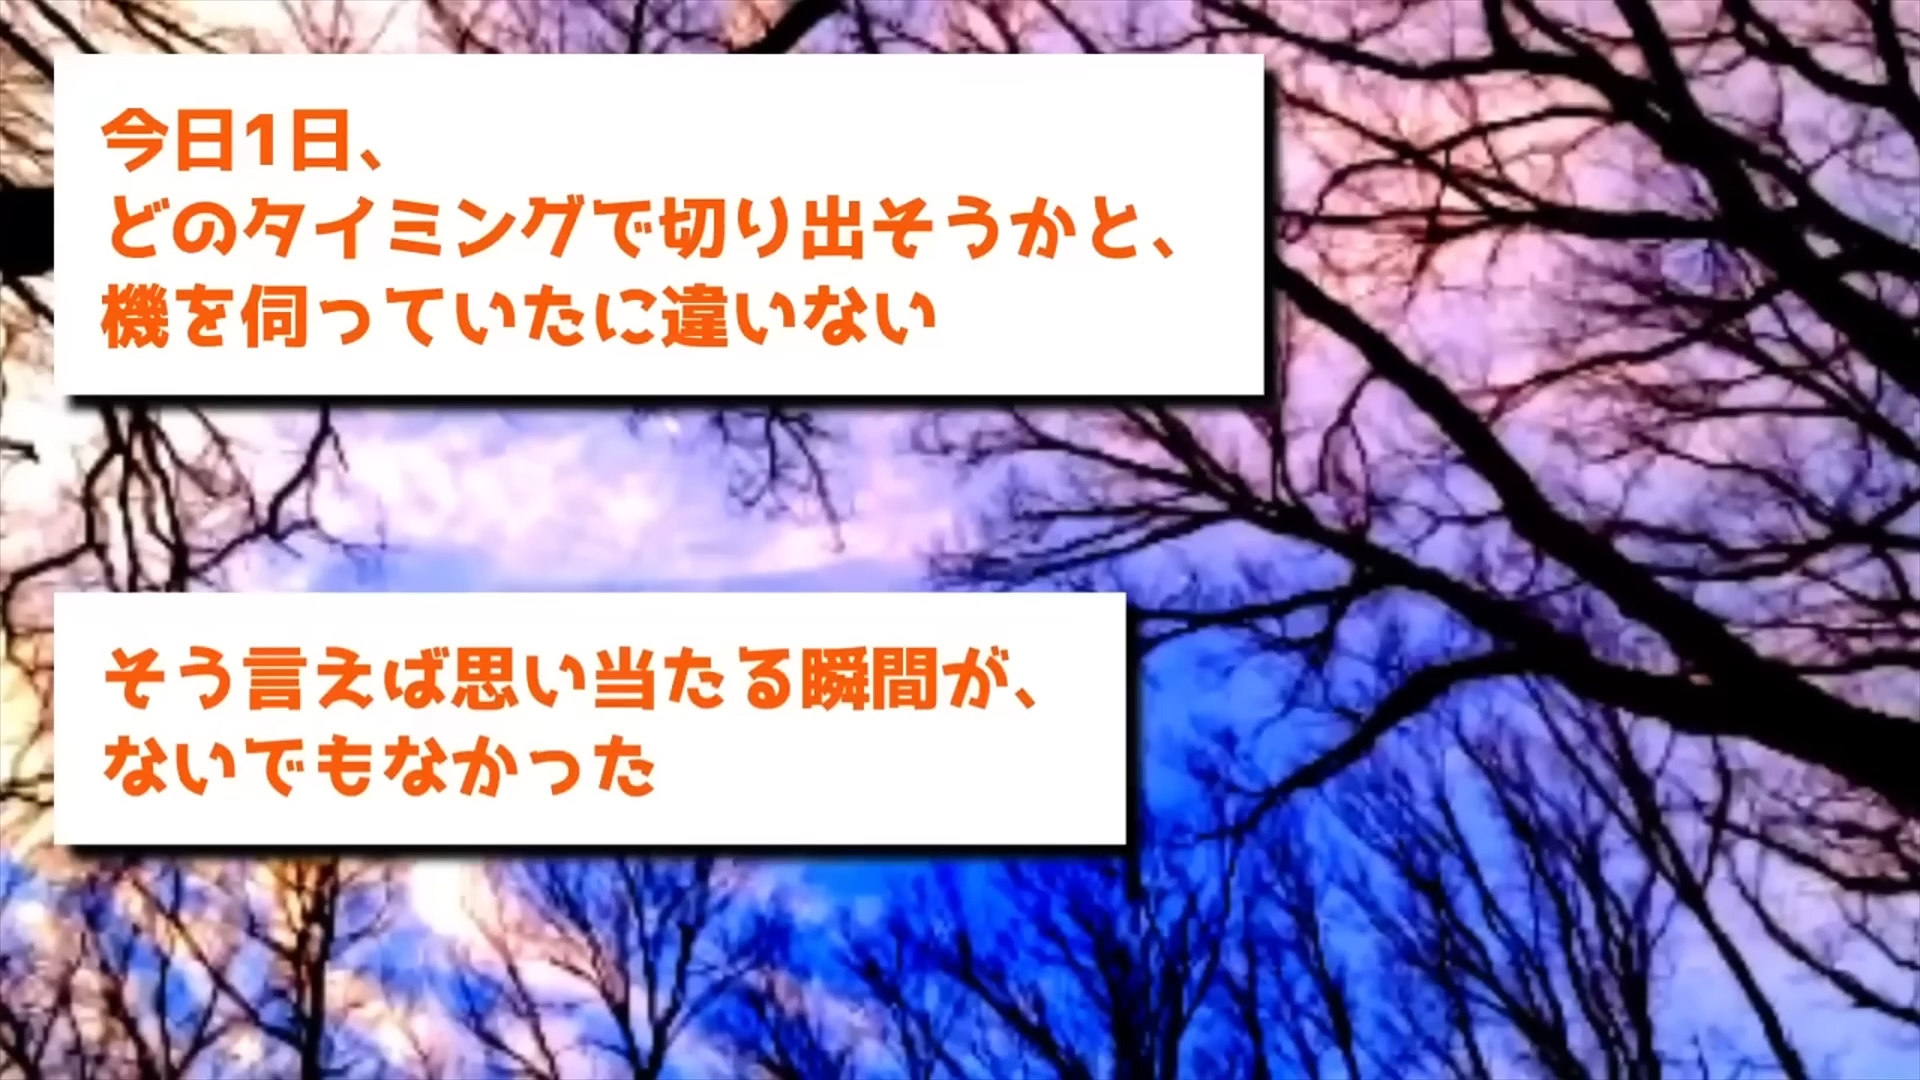 今日1日、
どのタイミングで切り出そうかと、
機を伺っていたに違いない
そう言えば思い当たる瞬間が、
ないでもなかった